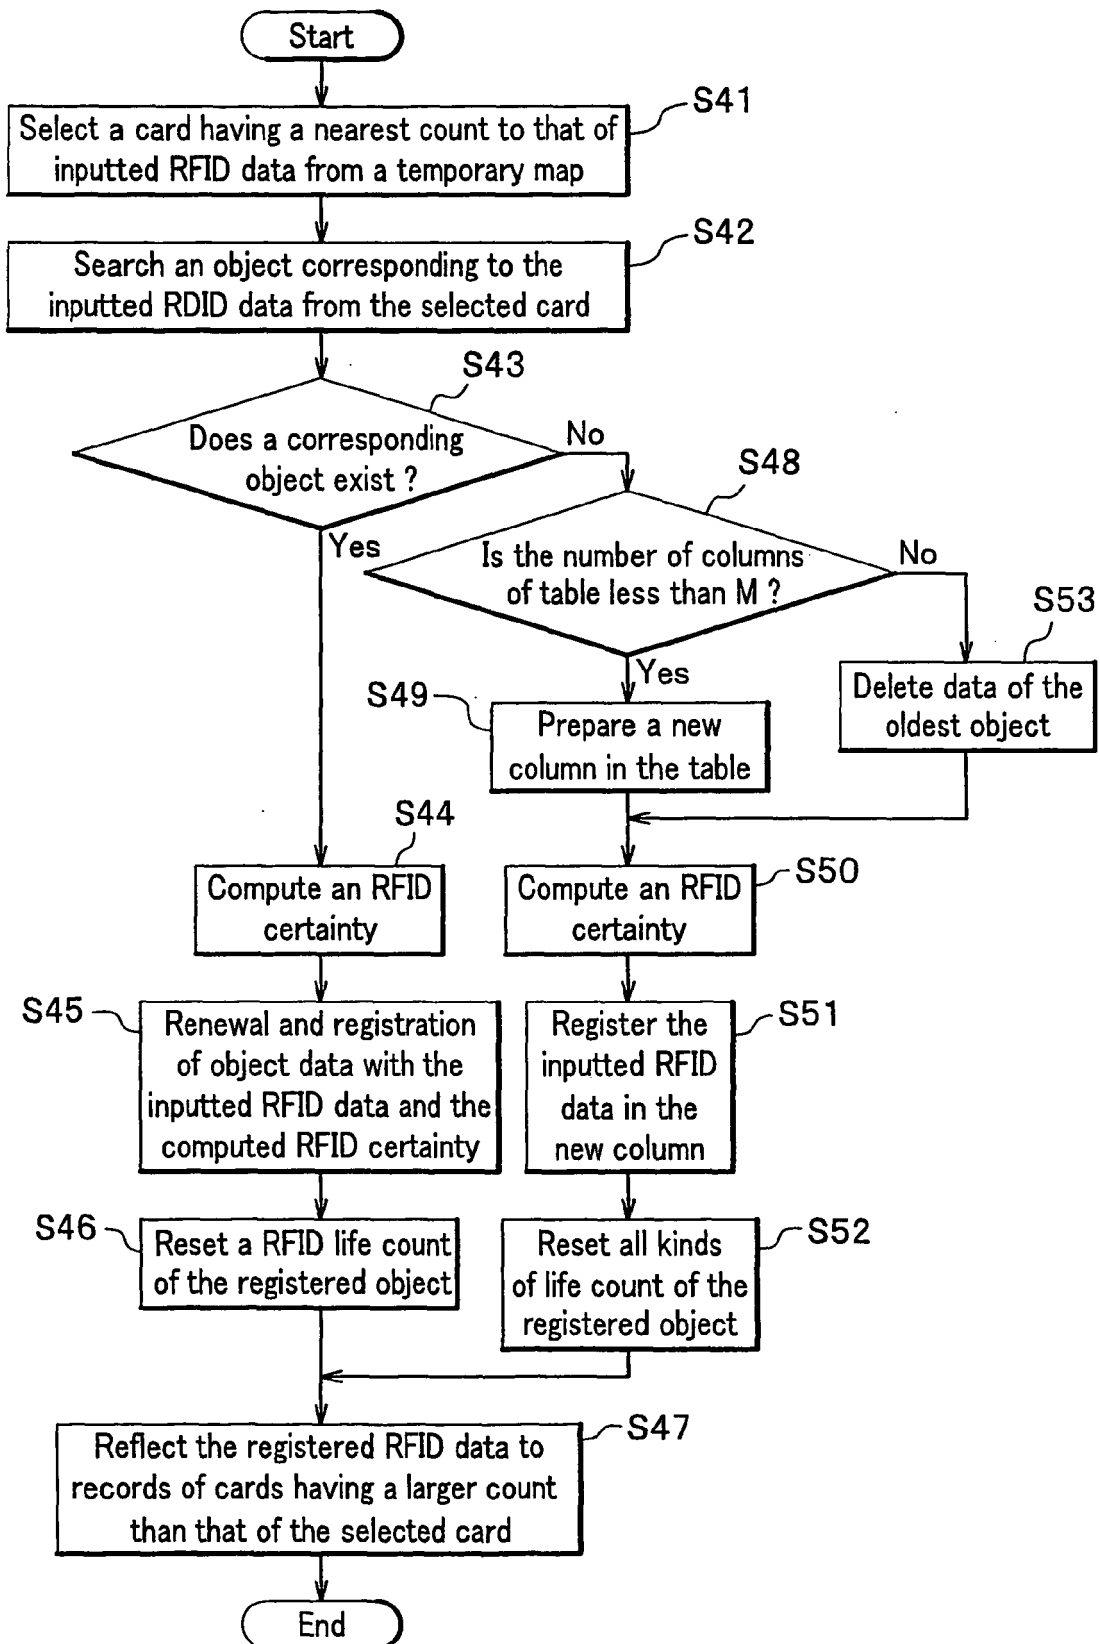 Start
S41
Select a card having a nearest count to that of
inputted RFID data from a temporary map
S42
Search an object corresponding to the
inputted RDID data from the selected card
S43
Does a corresponding
object exist ?
No
Yes
S48
Is the number of columns
of table less than M ?
No
Yes
S53
Delete data of the
oldest object
S49
Prepare a new
column in the table
S44
Compute an RFID
certainty
S50
Compute an RFID
certainty
S45
Renewal and registration
of object data with the
inputted RFID data and the
computed RFID certainty
S51
Register the
inputted RFID
data in the
new column
S46
Reset a RFID life count
of the registered object
S52
Reset all kinds
of life count of the
registered object
S47
Reflect the registered RFID data to
records of cards having a larger count
than that of the selected card
End